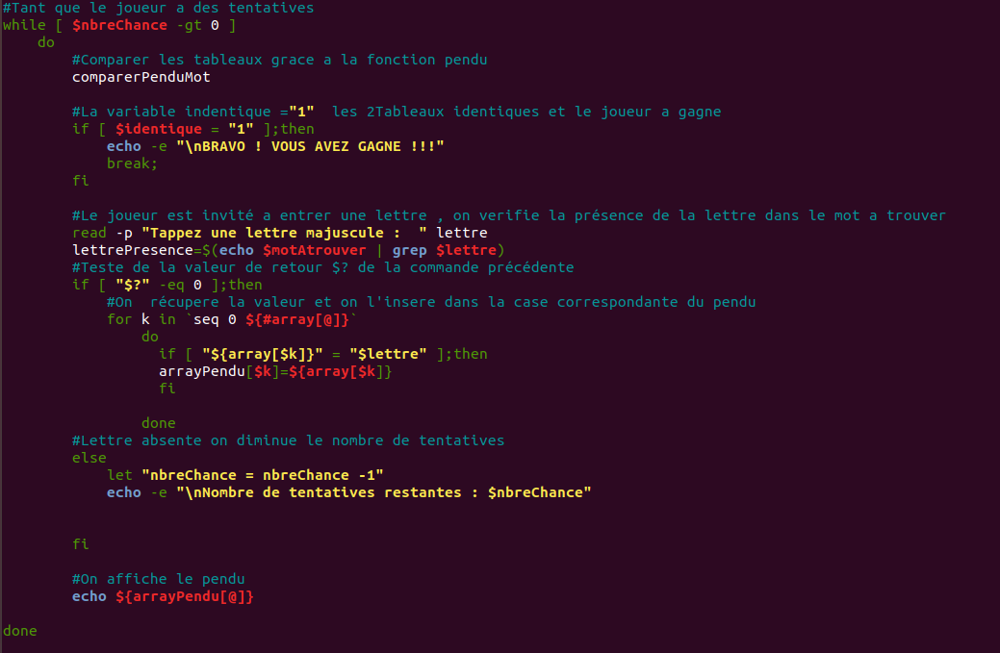 #Tant que le joueur a des tentatives
while [ $nbreChance -gt 0 ]
do
#Comparer les tableaux grace a la fonction pendu
comparerPenduMot
#La variable indentique ="1"  les 2Tableaux identiques et le joueur a gagne
if [ $identique = "1" ];then
echo -e "\nBRAVO ! VOUS AVEZ GAGNE !!!"
break;
fi
#Le joueur est invité a entrer une lettre , on verifie la présence de la lettre dans le mot a trouver
read -p "Tappez une lettre majuscule :  " lettre
lettrePresence=$(echo $motAtrouver | grep $lettre)
#Teste de la valeur de retour $? de la commande précédente
if [ "$?" -eq 0 ];then
#On  récupere la valeur et on l'insere dans la case correspondante du pendu
for k in `seq 0 ${#array[@]}`
do
if [ "${array[$k]}" = "$lettre" ];then
arrayPendu[$k]=${array[$k]}
fi
done
#Lettre absente on diminue le nombre de tentatives
else
let "nbreChance = nbreChance -1"
echo -e "\nNombre de tentatives restantes : $nbreChance"
fi
#On affiche le pendu
echo ${arrayPendu[@]}
done